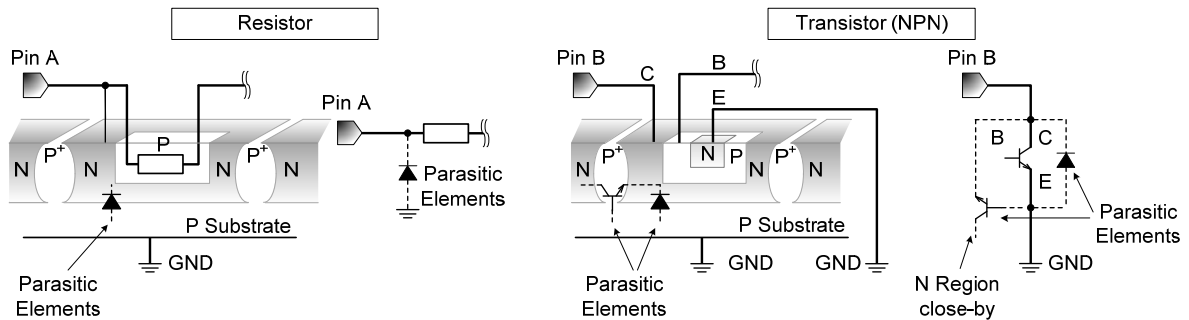 Resistor
Transistor (NPN)
Pin A
Pin B
C
B
E
Pin B
Pin A
N
P+
N
P
N
P+
N
Parasitic
Elements
P Substrate
GND
Parasitic
Elements
N
P+
N
N
P
N
P+
N
P Substrate
GND
GND
Parasitic
Elements
B
C
E
Parasitic
Elements
GND
N Region
close-by